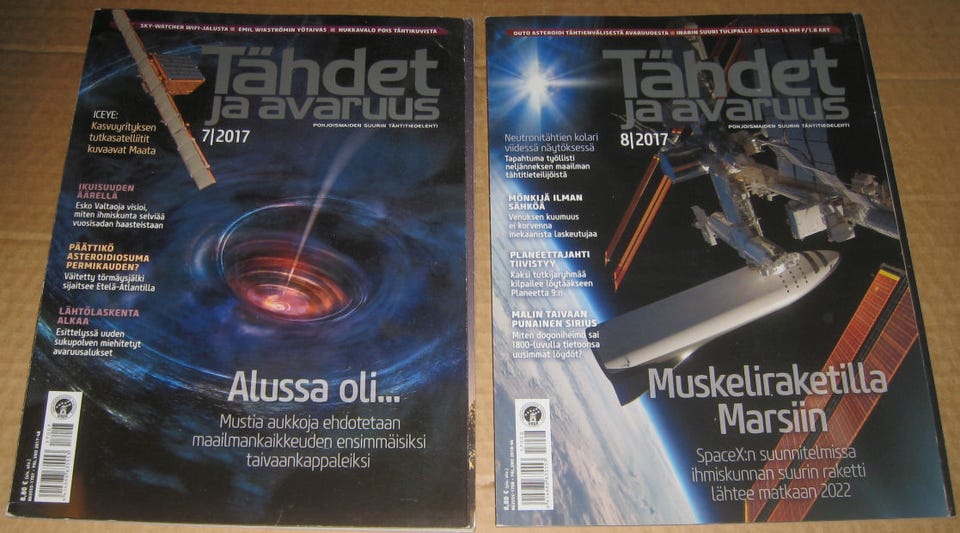 SKY-WATCHER WIFI-JALUSTA ■ EMIL WIKSTRÖMIN YÖTAIVAS ■ HUKKAVALO POIS TÄHTIKUVISTA
Tähdet
ja avaruus
POHJOISMAIDEN SUURIN TÄHTITIEDELEHTI
7|2017
ICEYE:
Kasvuyrityksen
tutkasatelliitit
kuvaavat Maata
IKUISUUDEN
ÄÄRELLÄ
Esko Valtaoja visioi,
miten ihmiskunta selviää
vuosisadan haasteistaan
PÄÄTTIKÖ
ASTEROIDIOSUMA
PERMIKAUDEN?
Väitetty törmäysjälki
sijaitsee Etelä-Atlantilla
LÄHTÖLASKENTA
ALKAA
Esittelyssä uuden
sukupolven miehitetyt
avaruusalukset
Alussa oli...
Mustia aukkoja ehdotetaan
maailmankaikkeuden ensimmäisiksi
taivaankappaleiksi
8,80 €
OUTO ASTEROIDI TÄHTIENVÄLISESTÄ AVARUUDESTA ■ INARIN SUURI TULIPALLO ■ SIGMA 14 MM F/1.8 ART
Tähdet
ja avaruus
POHJOISMAIDEN SUURIN TÄHTITIEDELEHTI
8|2017
Neutronitähtien kolari
viidessä näytöksessä
Tapahtuma työllisti
neljänneksen maailman
tähtitieteilijöistä
MÖNKIJÄ ILMAN
SÄHKÖÄ
Venuksen kuumuus
ei korvenna
mekaanista laskeutujaa
PLANEETTAJAHTI
TIIVISTYY
Kaksi tutkijaryhmää
kilpailee löytääkseen
Planeetta 9:n
MALIN TAIVAAN
PUNAINEN SIRIUS
Miten dogoniheimo sai
1800-luvulla tietoonsa
uusimmat löydöt?
Muskeliraketilla
Marsiin
SpaceX:n suunnitelmissa
ihmiskunnan suurin raketti
lähtee matkaan 2022
8,80 €